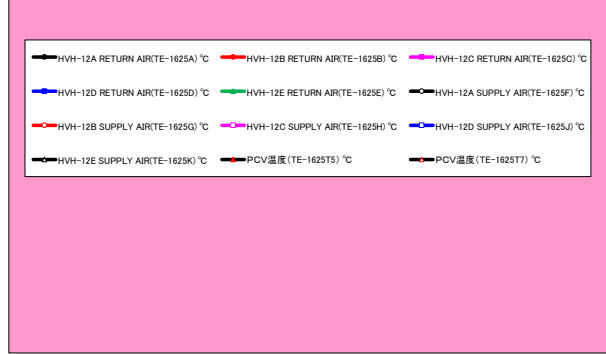 HVH-12A RETURN AIR(TE-1625A) ℃ HVH-12B RETURN AIR(TE-1625B) ℃ HVH-12C RETURN AIR(TE-1625C) ℃
HVH-12D RETURN AIR(TE-1625D) ℃ HVH-12E RETURN AIR(TE-1625E) ℃ HVH-12A SUPPLY AIR(TE-1625F) ℃
HVH-12B SUPPLY AIR(TE-1625G) ℃ HVH-12C SUPPLY AIR(TE-1625H) ℃ HVH-12D SUPPLY AIR(TE-1625J) ℃
HVH-12E SUPPLY AIR(TE-1625K) ℃ PCV温度(TE-1625T5) ℃ PCV温度(TE-1625T7) ℃